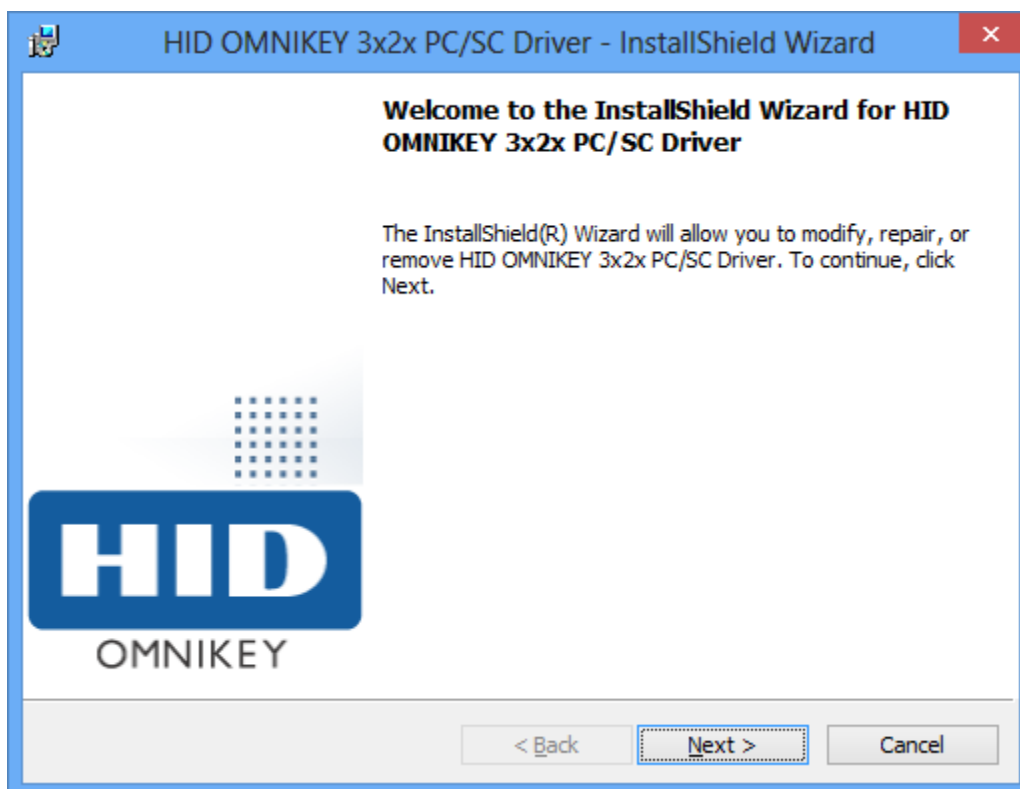 HID OMNIKEY 3x2x PC/SC Driver - InstallShield Wizard
Welcome to the InstallShield Wizard for HID
OMNIKEY 3x2x PC/SC Driver
The InstallShield(R) Wizard will allow you to modify, repair, or
remove HID OMNIKEY 3x2x PC/SC Driver. To continue, click
Next.
HID
OMNIKEY
< Back Next > Cancel